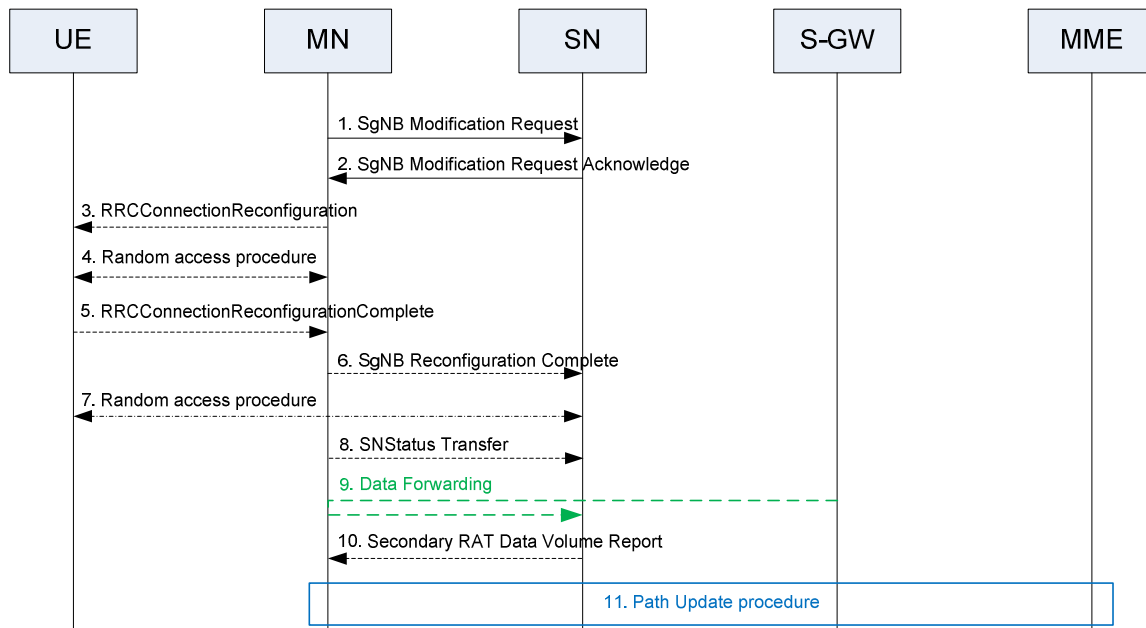 UE
MN
SN
S-GW
MME
1. SgNB Modification Request
2. SgNB Modification Request Acknowledge
3. RRCConnectionReconfiguration
4. Random access procedure
5. RRCConnectionReconfigurationComplete
6. SgNB Reconfiguration Complete
7. Random access procedure
8. SNStatus Transfer
9. Data Forwarding
10. Secondary RAT Data Volume Report
11. Path Update procedure